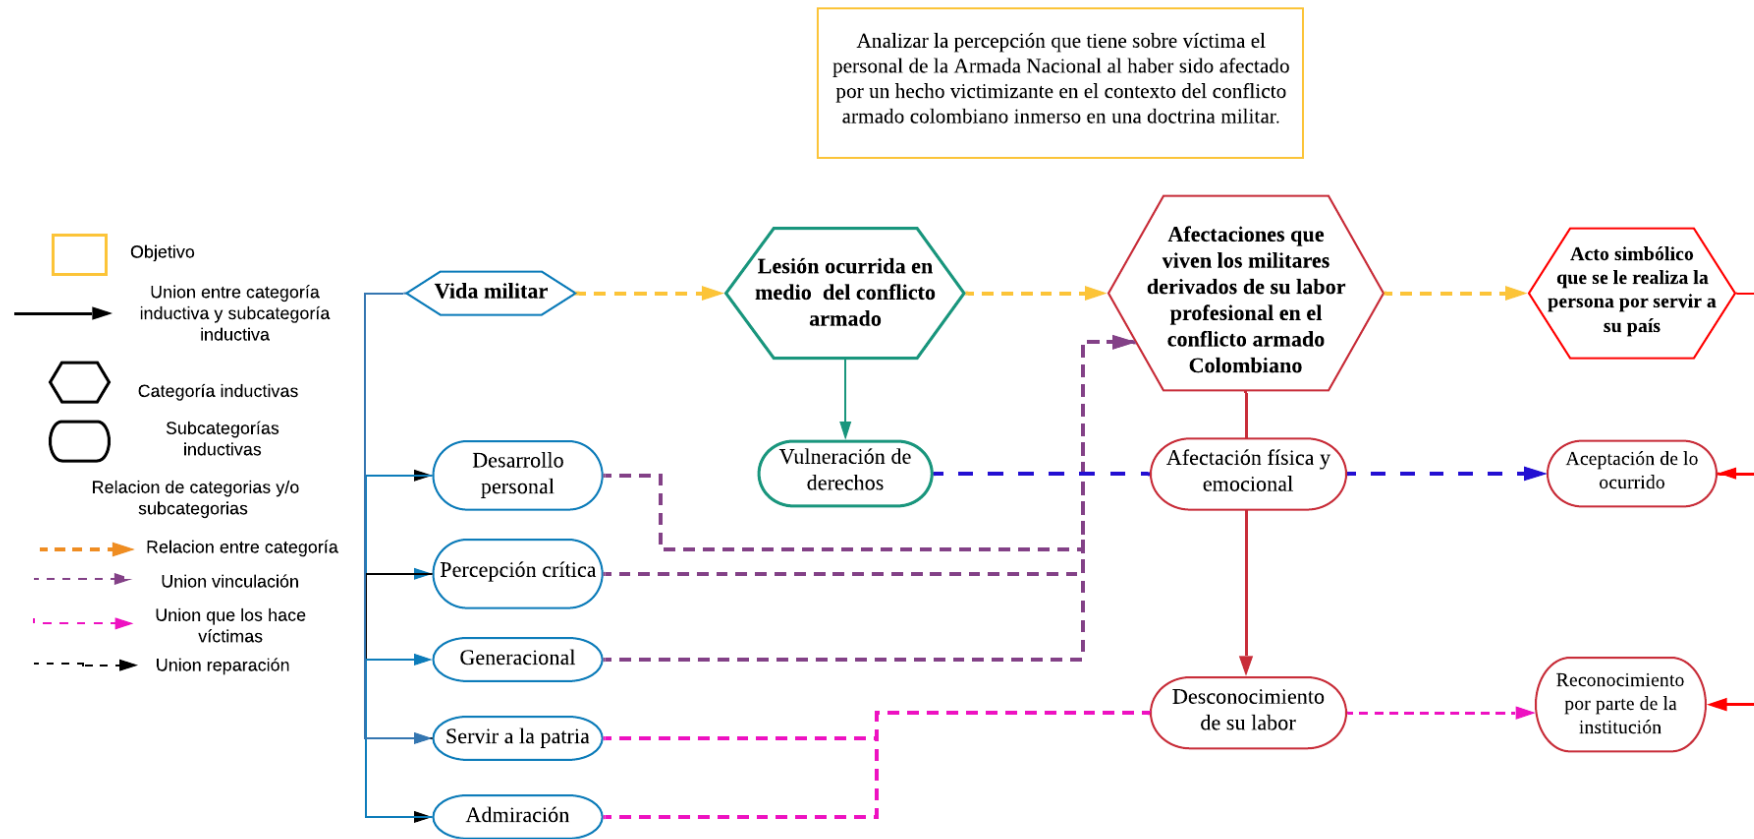 Analizar la percepción que tiene sobre víctima el
personal de la Armada Nacional al haber sido afectado
por un hecho victimizante en el contexto del conflicto
armado colombiano inmerso en una doctrina militar.
Objetivo
Union entre categoría
inductiva y subcategoría
inductiva
Categoría inductivas
Subcategorías
inductivas
Relacion de categorias y/o
subcategorias
Relacion entre categoría
Union vinculación
Union que los hace
víctimas
Union reparación
Vida militar
Lesión ocurrida en
medio del conflicto
armado
Afectaciones que
viven los militares
derivados de su labor
profesional en el
conflicto armado
Colombiano
Acto simbólico
que se le realiza la
persona por servir a
su país
Desarrollo
personal
Vulneración de
derechos
Afectación física y
emocional
Aceptación de lo
ocurrido
Percepción crítica
Generacional
Servir a la patria
Desconocimiento
de su labor
Reconocimiento
por parte de la
institución
Admiración